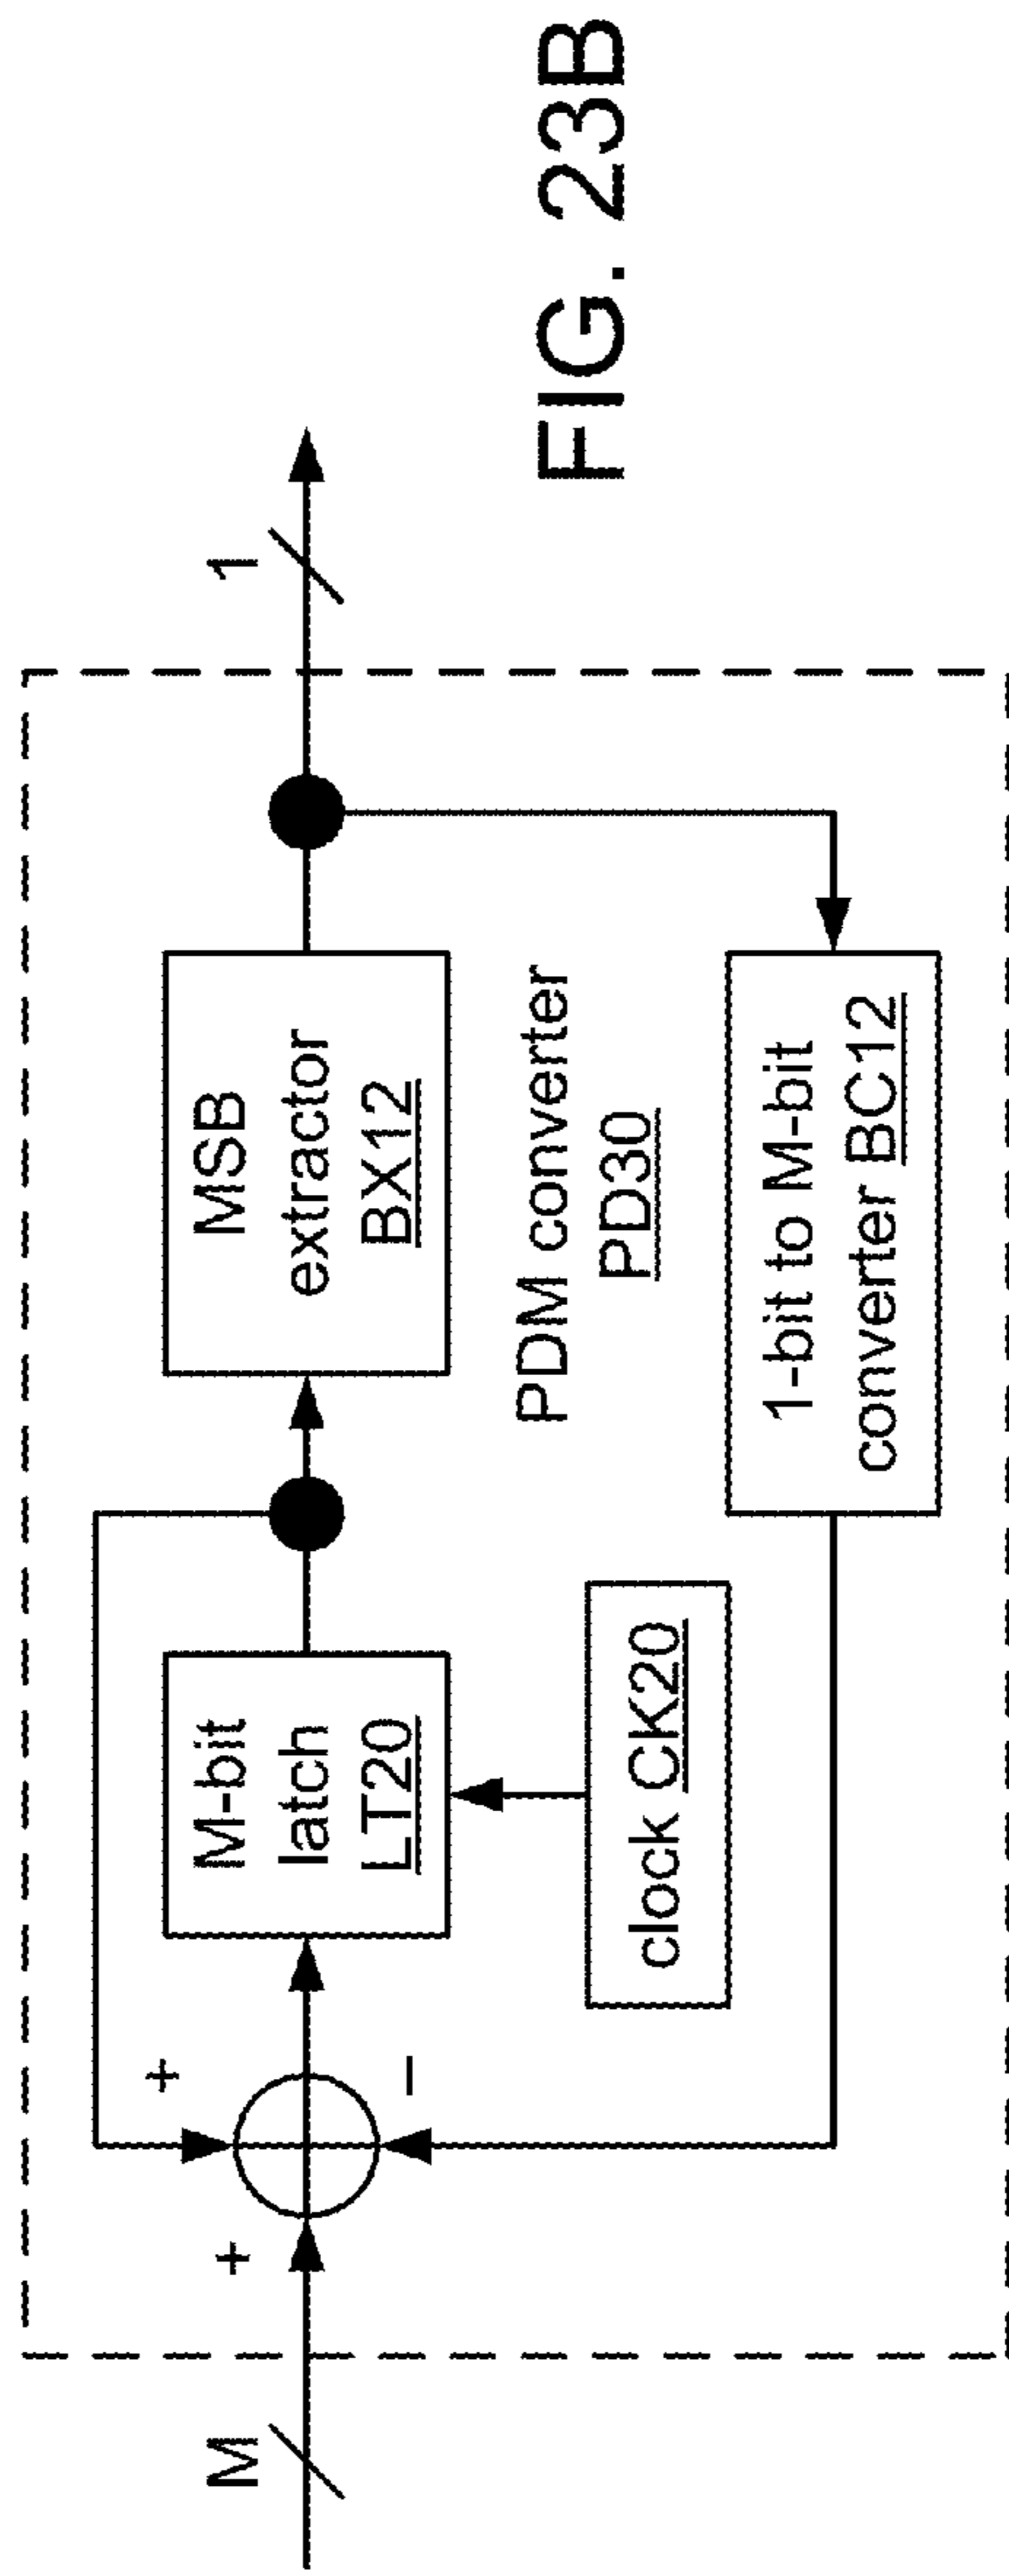 M
+
+
−
M-bit
latch
LT20
clock CK20
MSB
extractor
BX12
PDM converter
PD30
1-bit to M-bit
converter BC12
1
FIG. 23B